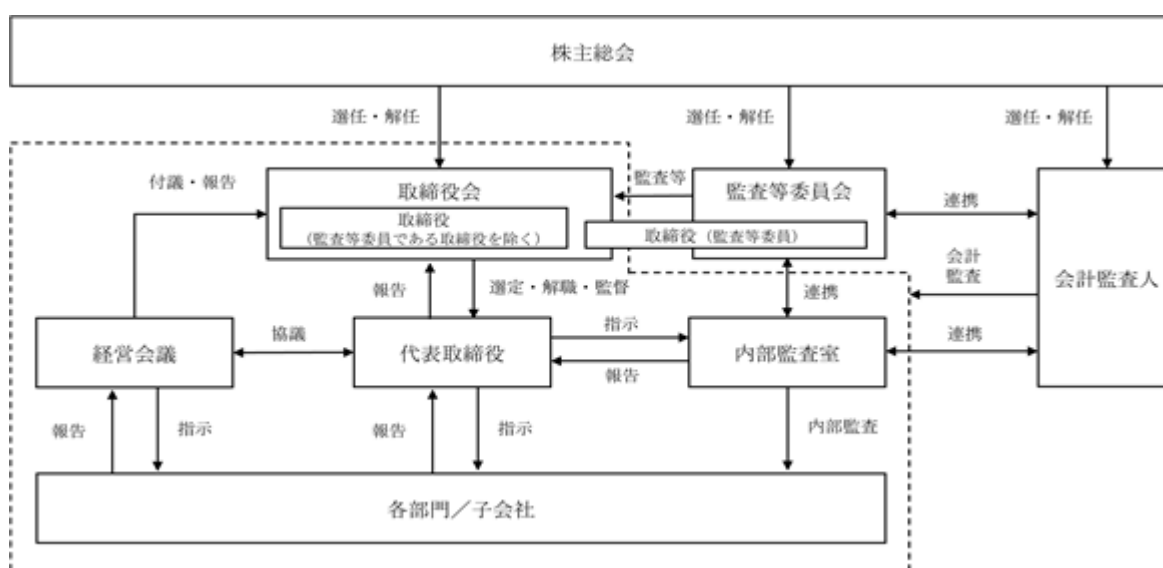 株主総会
選任・解任
選任・解任
選任・解任
付議・報告
取締役会
取締役
（監査等委員である取締役を除く）
監査等
監査等委員会
取締役（監査等委員）
連携
会計
監査
会計監査人
報告
選定・解職・監督
連携
経営会議
協議
代表取締役
指示
報告
内部監査室
連携
報告
指示
報告
指示
内部監査
各部門／子会社